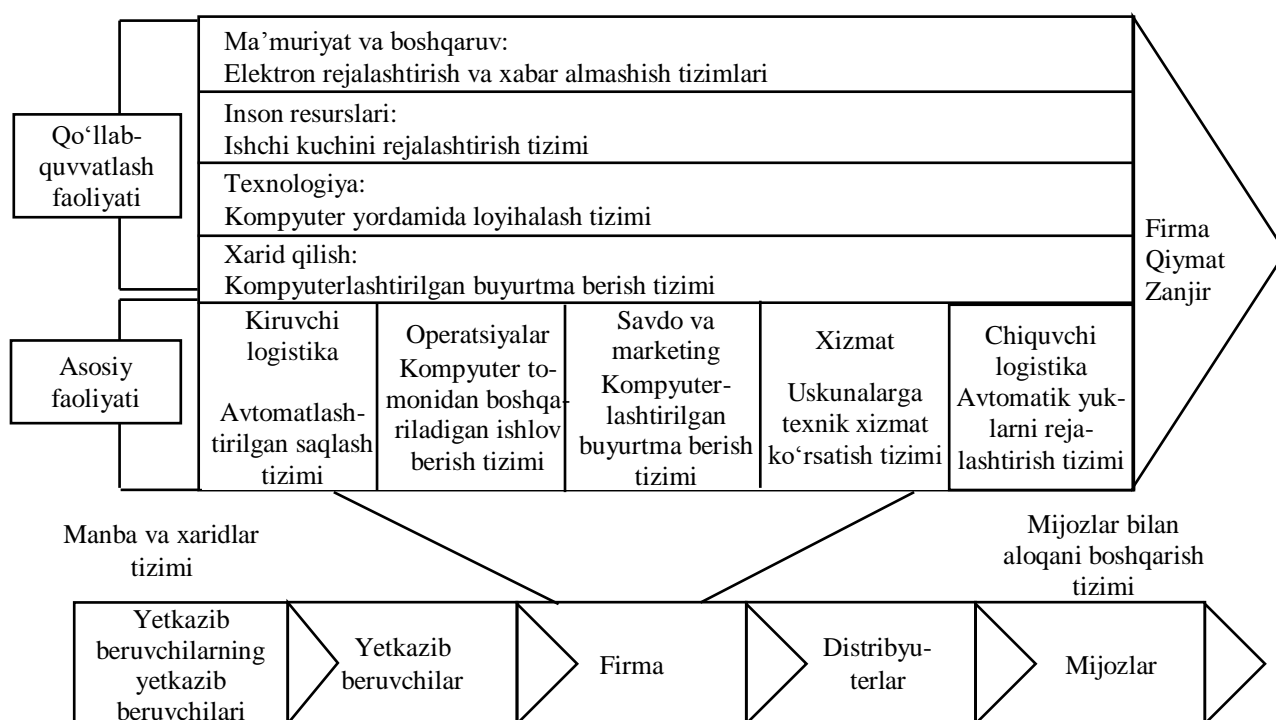 Ma’muriyat va boshqaruv:
Elektron rejalashtirish va xabar almashish tizimlari
Inson resurslari:
Ishchi kuchini rejalashtirish tizimi
Texnologiya:
Kompyuter yordamida loyihalash tizimi
Xarid qilish:
Kompyuterlashtirilgan buyurtma berish tizimi
Qo‘llab-
quvvatlash
faoliyati
Firma
Qiymat
Zanjir
Asosiy
faoliyati
Kiruvchi
logistika
Avtomatlash-
tirilgan saqlash
tizimi
Operatsiyalar
Kompyuter to-
monidan boshqa-
riladigan ishlov
berish tizimi
Savdo va
marketing
Kompyuter-
lashtirilgan
buyurtma berish
tizimi
Xizmat
Uskunalarga
texnik xizmat
ko‘rsatish tizimi
Chiquvchi
logistika
Avtomatik yuk-
larni reja-
lashtirish tizimi
Manba va xaridlar
tizimi
Mijozlar bilan
aloqani boshqarish
tizimi
Yetkazib
beruvchilarning
yetkazib
beruvchilari
Yetkazib
beruvchilar
Firma
Distribyu-
terlar
Mijozlar